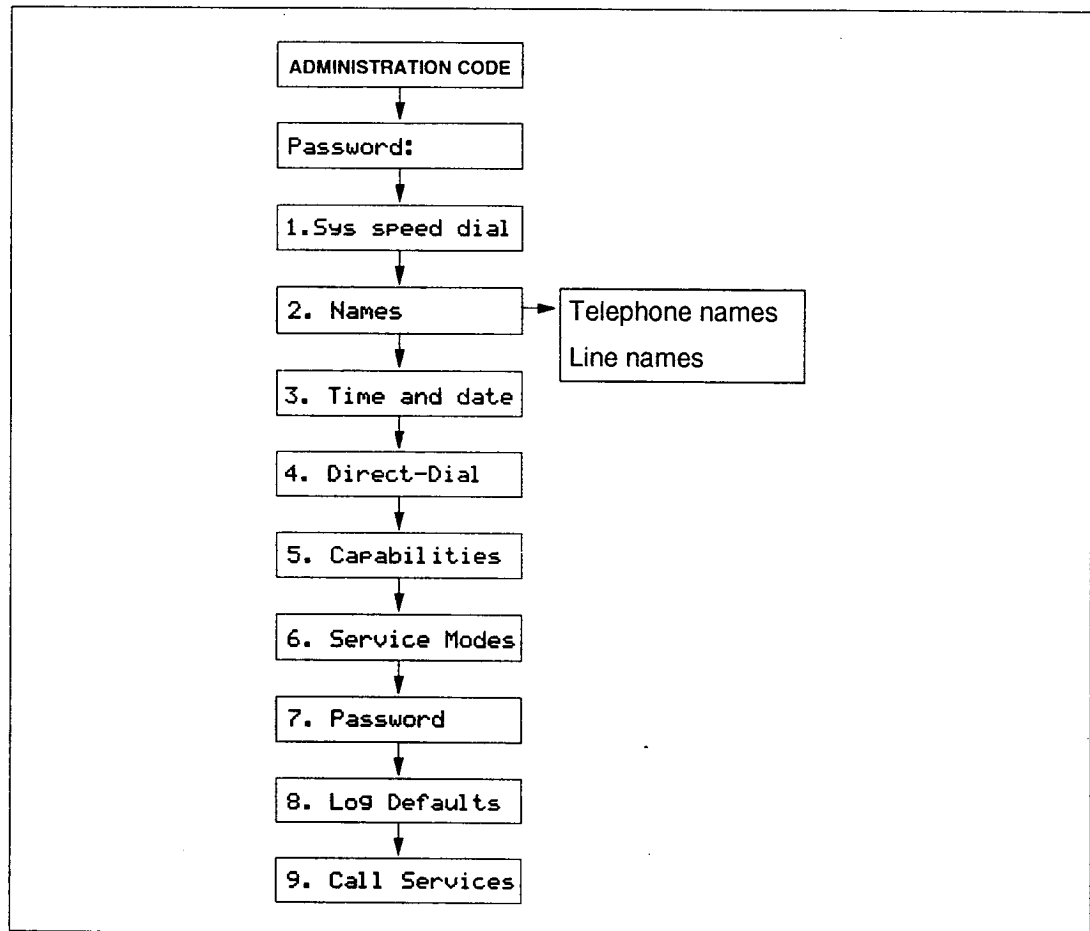 ADMINISTRATION CODE
Password:
1.Sys speed dial
2. Names
Telephone names
Line names
3. Time and date
4. Direct-Dial
5. Capabilities
6. Service Modes
7. Password
8. Log Defaults
9. Call Services